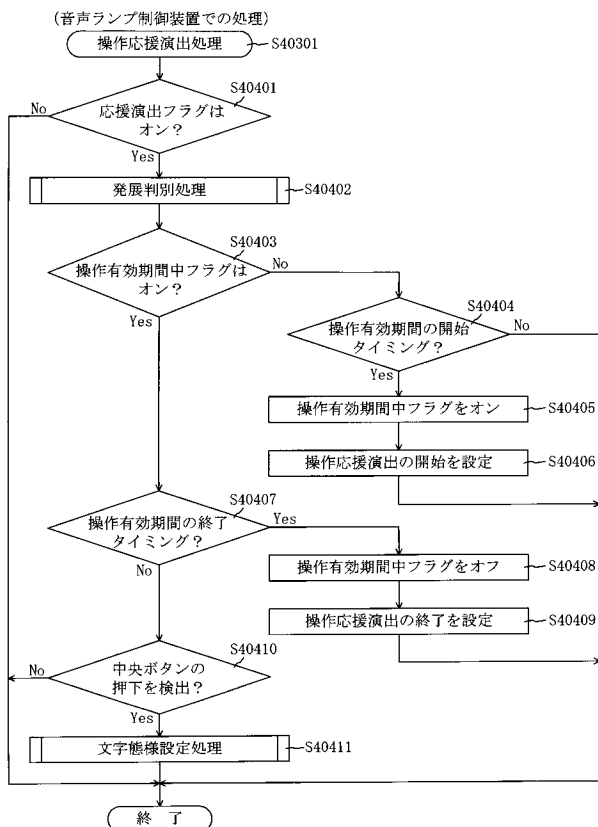 (音声ランプ制御装置での処理)
操作応援演出処理
S40301
S40401
応援演出フラグは
オン?
No
Yes
発展判別処理
S40402
S40403
操作有効期間中フラグは
オン?
No
Yes
S40404
操作有効期間の開始
タイミング?
No
Yes
操作有効期間中フラグをオン
S40405
操作応援演出の開始を設定
S40406
S40407
操作有効期間の終了
タイミング?
Yes
No
操作有効期間中フラグをオフ
S40408
操作応援演出の終了を設定
S40409
S40410
中央ボタンの
押下を検出?
No
Yes
文字態様設定処理
S40411
終 了